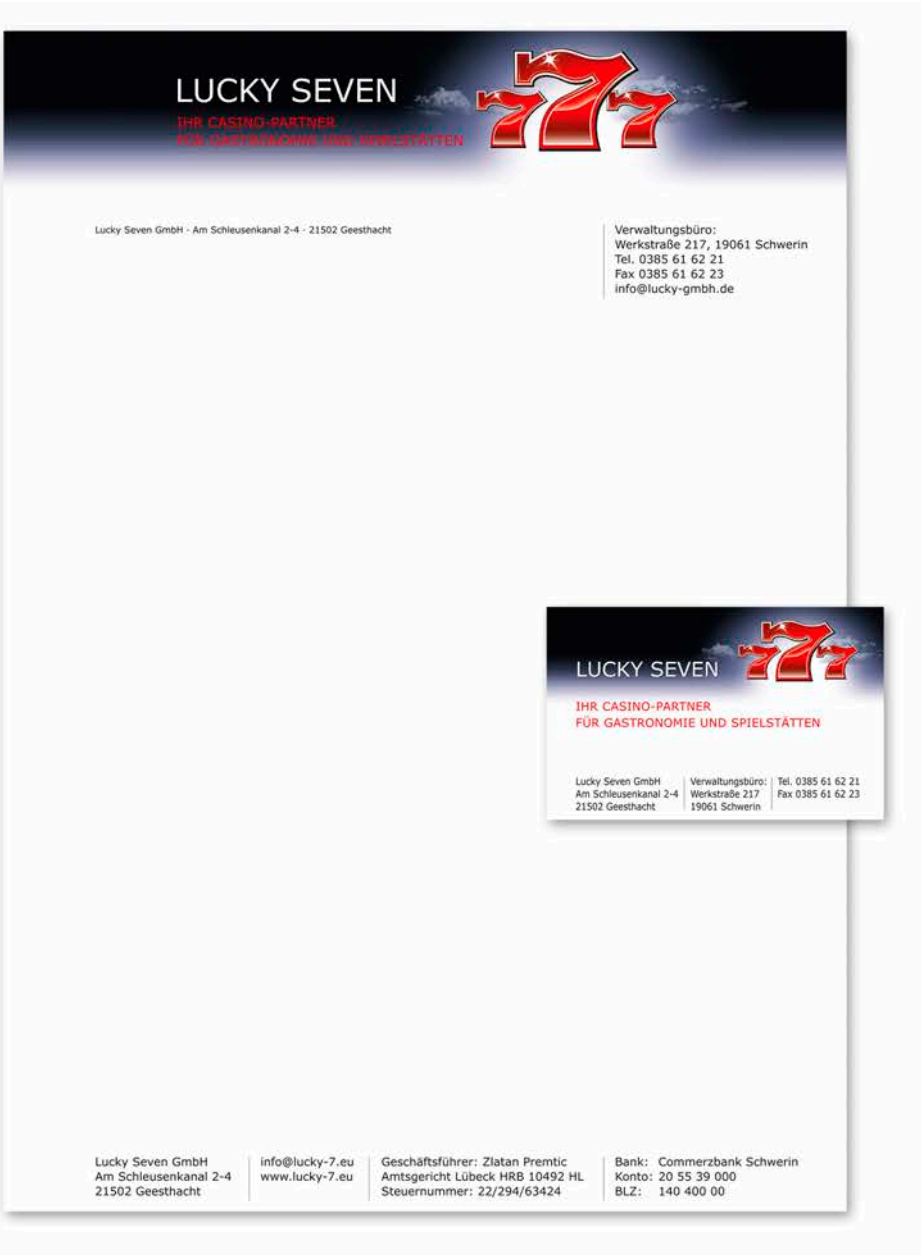 LUCKY SEVEN
IHR CASINO-PARTNER
FÜR GASTRONOMIE UND SPIELSTÄTTEN
777
Lucky Seven GmbH - Am Schleusenkanal 2-4 - 21502 Geesthacht
Verwaltungsbüro:
Werkstraße 217, 19061 Schwerin
Tel. 0385 61 62 21
Fax 0385 61 62 23
info@lucky-gmbh.de
LUCKY SEVEN
777
IHR CASINO-PARTNER
FÜR GASTRONOMIE UND SPIELSTÄTTEN
Lucky Seven GmbH
Am Schleusenkanal 2-4
21502 Geesthacht
Verwaltungsbüro:
Werkstraße 217
19061 Schwerin
Tel. 0385 61 62 21
Fax 0385 61 62 23
Lucky Seven GmbH
Am Schleusenkanal 2-4
21502 Geesthacht
info@lucky-7.eu
www.lucky-7.eu
Geschäftsführer: Zlatan Premtic
Amtsgericht Lübeck HRB 10492 HL
Steuernummer: 22/294/63424
Bank: Commerzbank Schwerin
Konto: 20 55 39 000
BLZ: 140 400 00